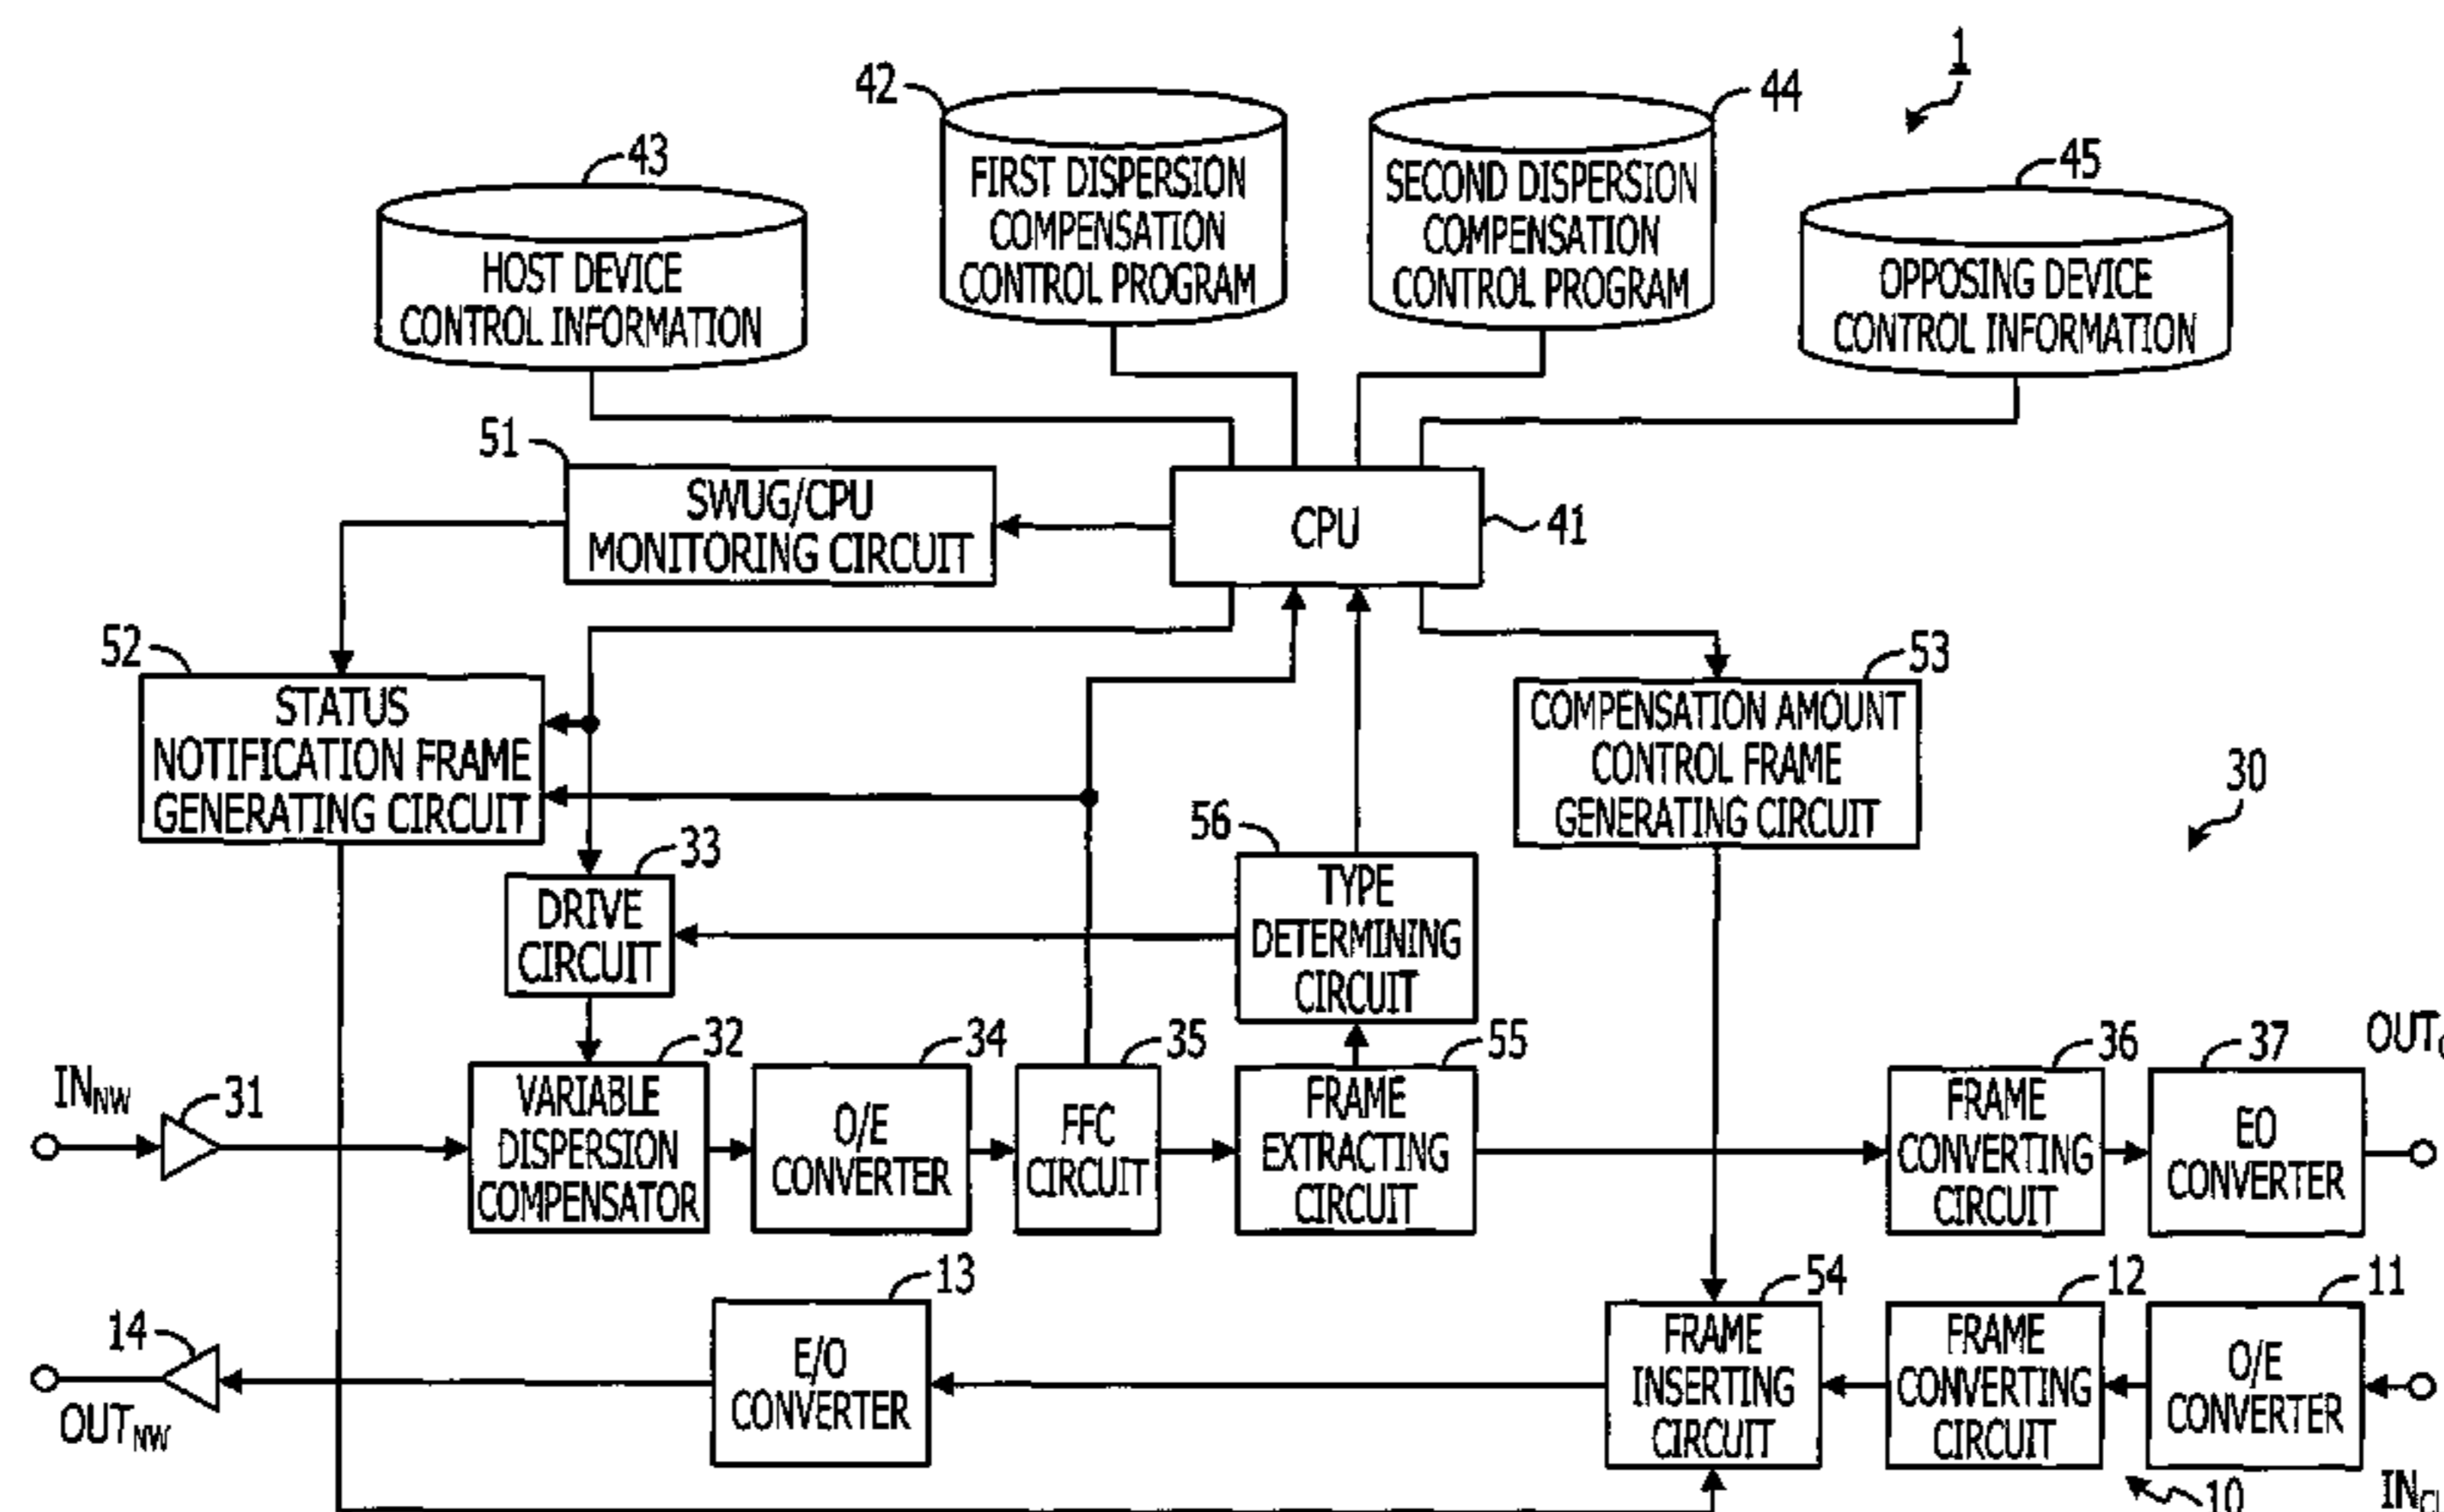 1
42
44
43
45
FIRST DISPERSION
COMPENSATION
CONTROL PROGRAM
SECOND DISPERSION
COMPENSATION
CONTROL PROGRAM
HOST DEVICE
CONTROL INFORMATION
OPPOSING DEVICE
CONTROL INFORMATION
51
SWUG/CPU
MONITORING CIRCUIT
CPU
41
52
STATUS
NOTIFICATION FRAME
GENERATING CIRCUIT
53
COMPENSATION AMOUNT
CONTROL FRAME
GENERATING CIRCUIT
30
33
DRIVE
CIRCUIT
56
TYPE
DETERMINING
CIRCUIT
IN_NW
31
32
VARIABLE
DISPERSION
COMPENSATOR
34
O/E
CONVERTER
35
FFC
CIRCUIT
55
FRAME
EXTRACTING
CIRCUIT
36
FRAME
CONVERTING
CIRCUIT
37
EO
CONVERTER
OUT
14
OUT_NW
13
E/O
CONVERTER
54
FRAME
INSERTING
CIRCUIT
12
FRAME
CONVERTING
CIRCUIT
11
O/E
CONVERTER
10
IN